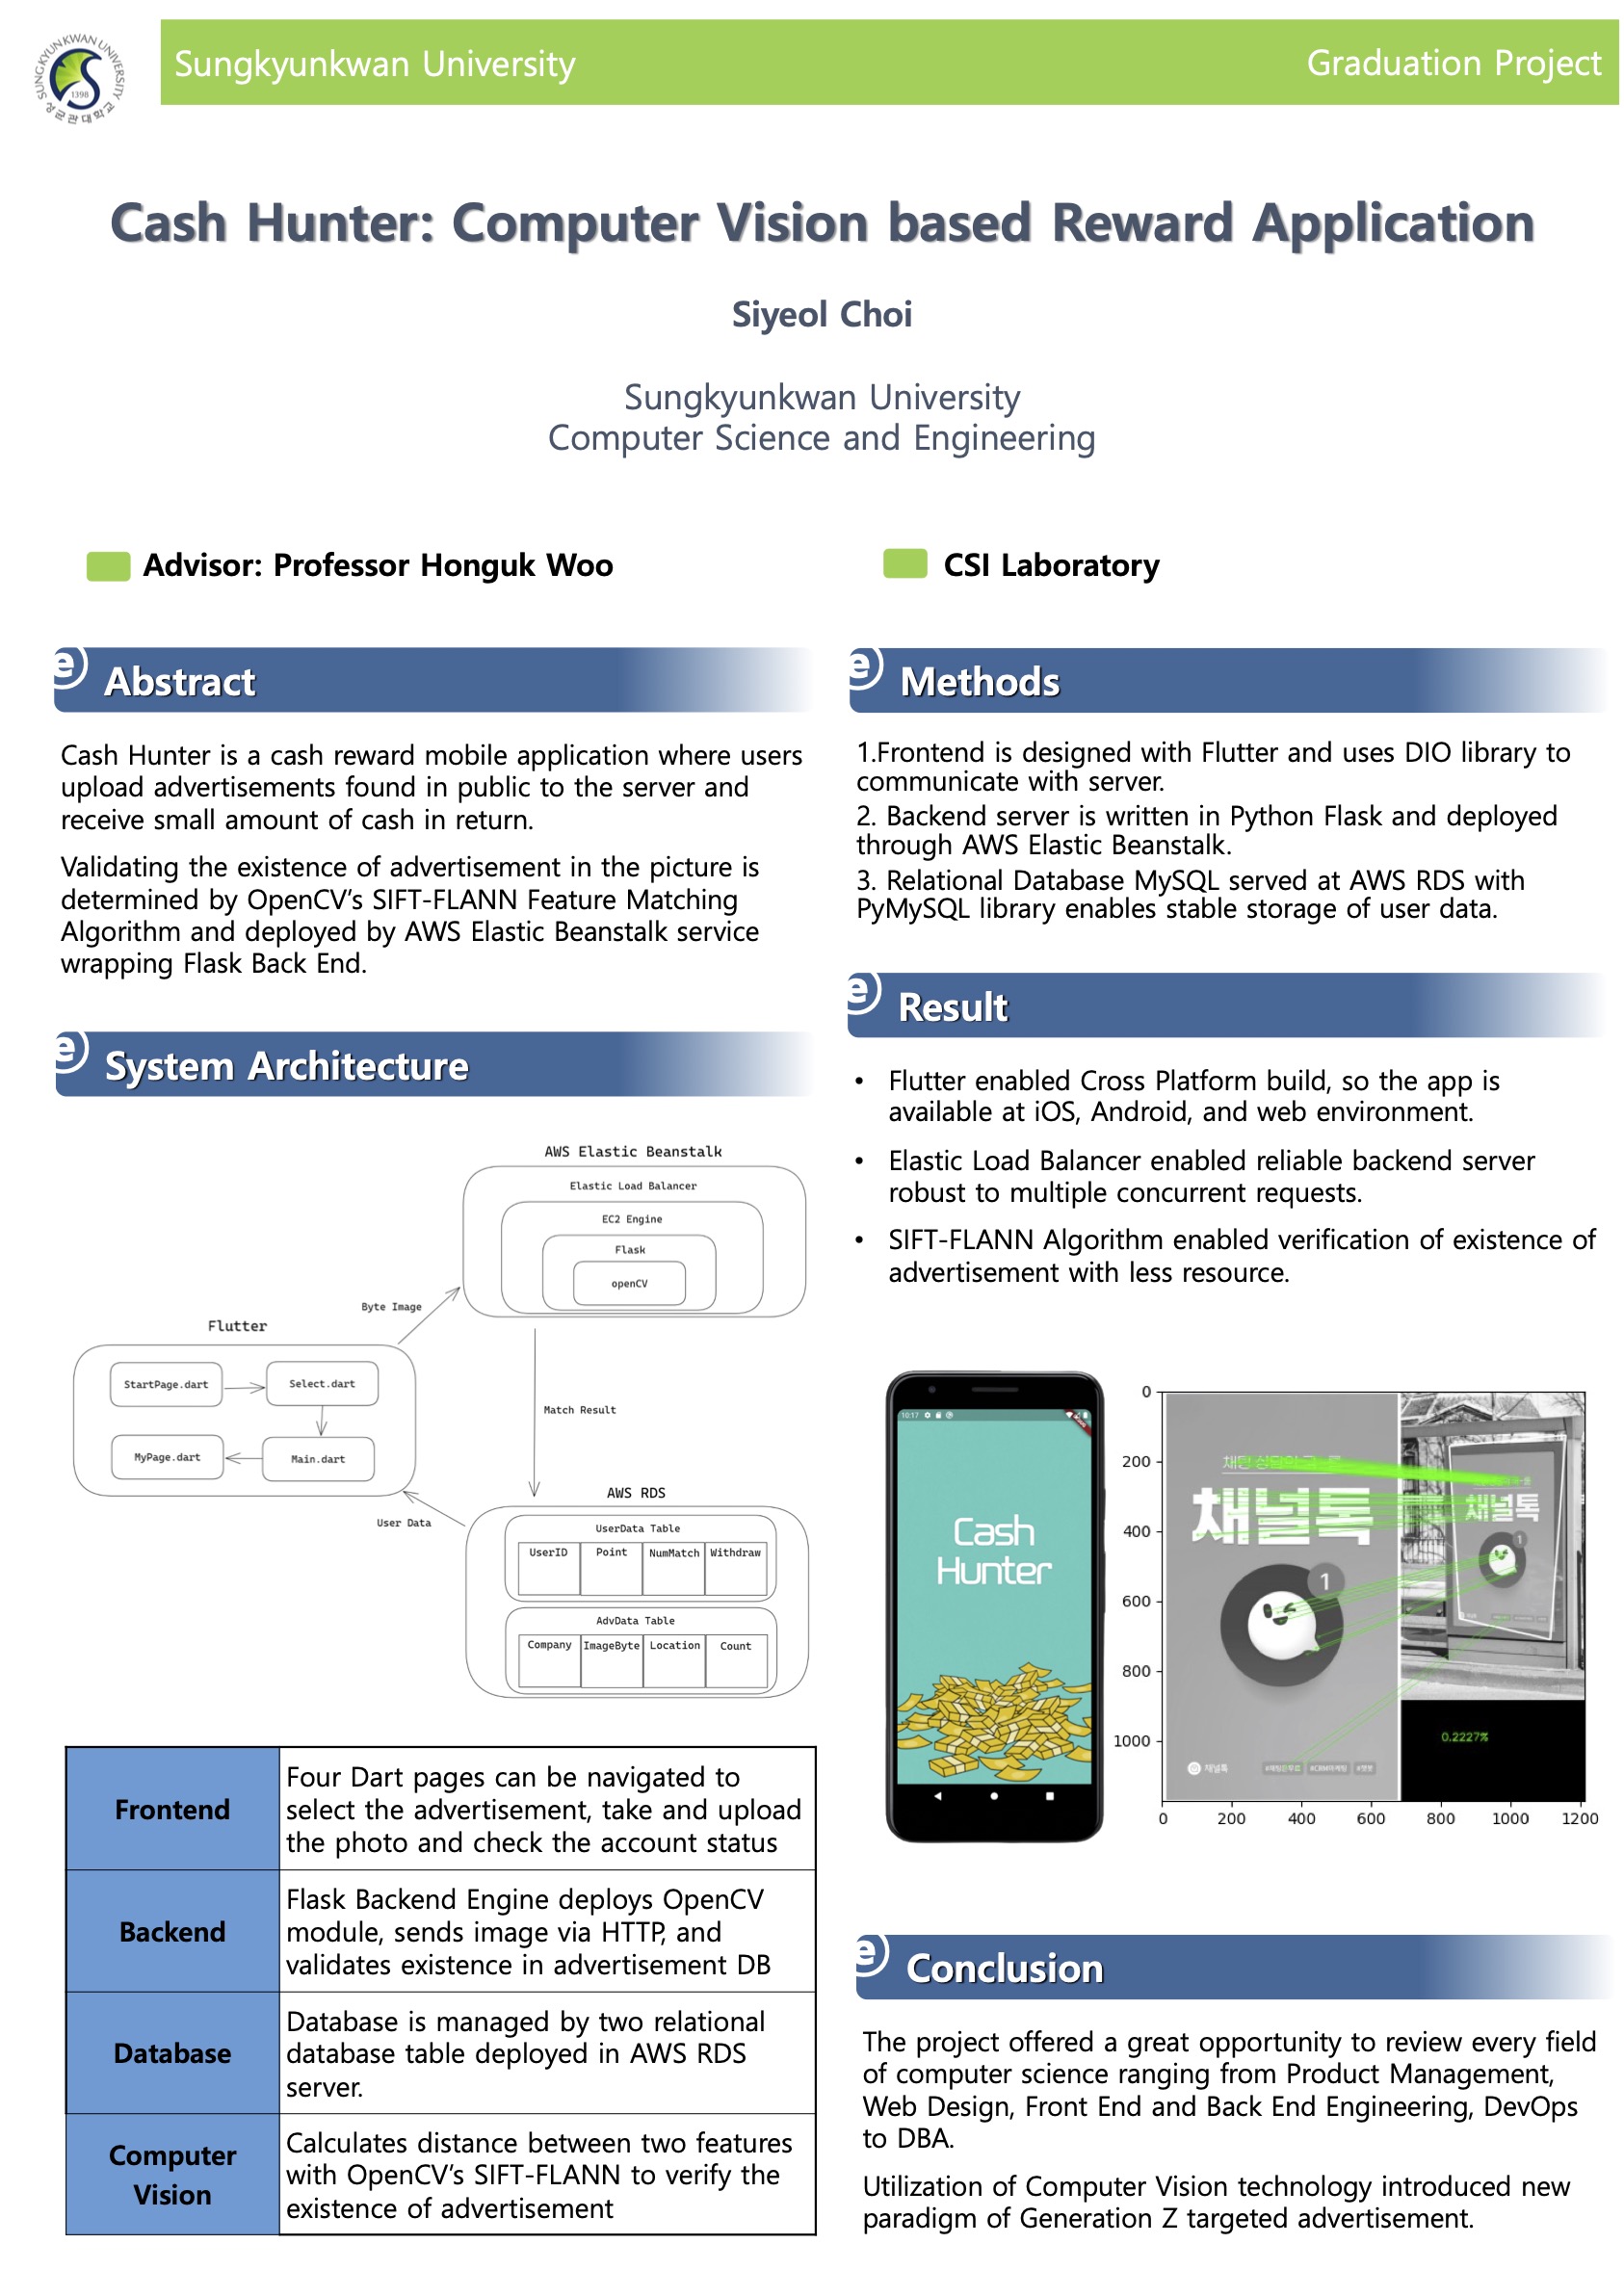 SUNGKYUNKWAN UNIVERSITY
1398
성균관대학교
Sungkyunkwan University
Graduation Project
Cash Hunter: Computer Vision based Reward Application
Siyeol Choi
Sungkyunkwan University
Computer Science and Engineering
Advisor: Professor Honguk Woo
CSI Laboratory
e
Abstract
Cash Hunter is a cash reward mobile application where users
upload advertisements found in public to the server and
receive small amount of cash in return.
Validating the existence of advertisement in the picture is
determined by OpenCV's SIFT-FLANN Feature Matching
Algorithm and deployed by AWS Elastic Beanstalk service
wrapping Flask Back End.
e
System Architecture
AWS Elastic Beanstalk
Elastic Load Balancer
EC2 Engine
Flask
openCV
Byte Image
Flutter
StartPage.dart
Select.dart
MyPage.dart
Main.dart
Match Result
User Data
AWS RDS
UserData Table
UserID Point NumMatch Withdraw
AdvData Table
Company ImageByte Location Count
Frontend
Four Dart pages can be navigated to
select the advertisement, take and upload
the photo and check the account status
Backend
Flask Backend Engine deploys OpenCV
module, sends image via HTTP, and
validates existence in advertisement DB
Database
Database is managed by two relational
database table deployed in AWS RDS
server.
Computer
Vision
Calculates distance between two features
with OpenCV's SIFT-FLANN to verify the
existence of advertisement
e
Methods
1.Frontend is designed with Flutter and uses DIO library to
communicate with server.
2. Backend server is written in Python Flask and deployed
through AWS Elastic Beanstalk.
3. Relational Database MySQL served at AWS RDS with
PyMySQL library enables stable storage of user data.
e
Result
• Flutter enabled Cross Platform build, so the app is
available at iOS, Android, and web environment.
• Elastic Load Balancer enabled reliable backend server
robust to multiple concurrent requests.
• SIFT-FLANN Algorithm enabled verification of existence of
advertisement with less resource.
10:17
Cash
Hunter
0
200
400
600
800
1000
0 200 400 600 800 1000 1200
채널톡
1
채널톡
채널톡
1
0.2227%
e
Conclusion
The project offered a great opportunity to review every field
of computer science ranging from Product Management,
Web Design, Front End and Back End Engineering, DevOps
to DBA.
Utilization of Computer Vision technology introduced new
paradigm of Generation Z targeted advertisement.